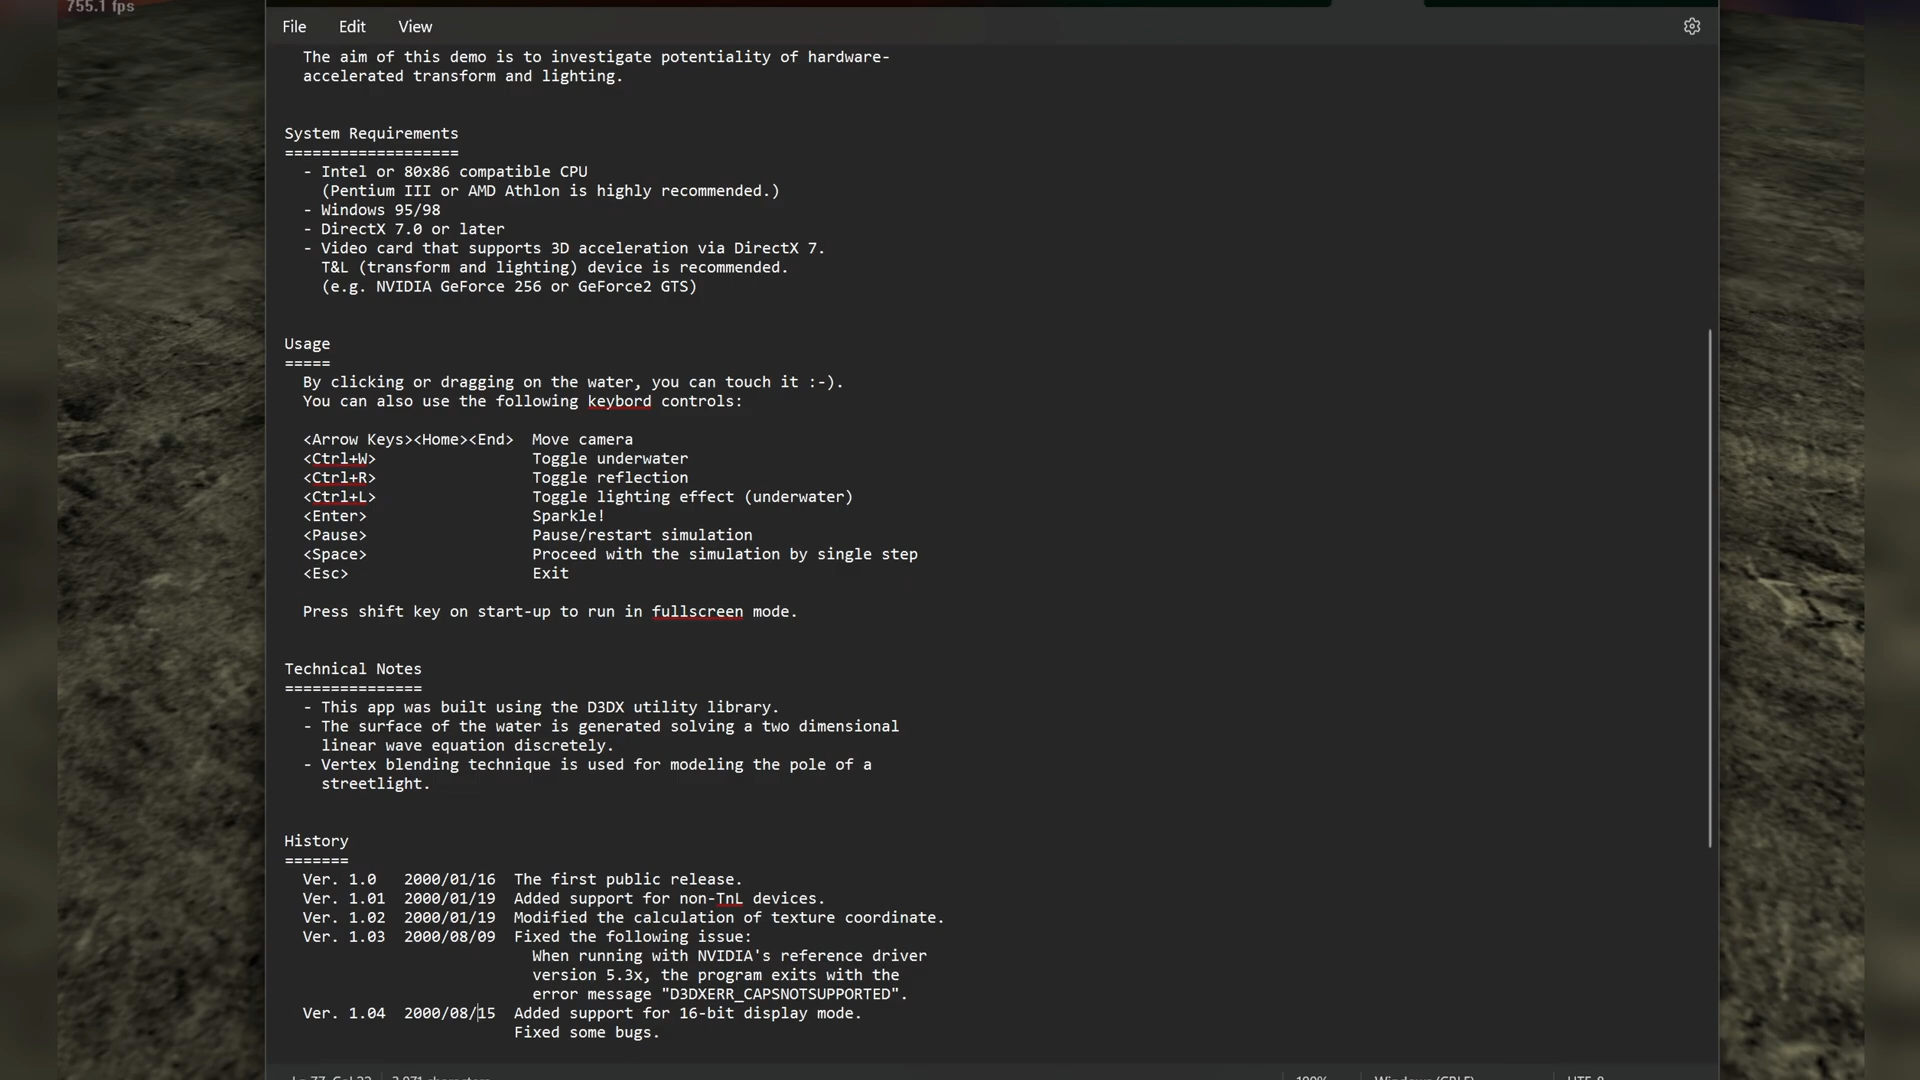 755.1 fps
File Edit View
The aim of this demo is to investigate potentiality of hardware-
accelerated transform and lighting.
System Requirements
===================
- Intel or 80x86 compatible CPU
(Pentium III or AMD Athlon is highly recommended.)
- Windows 95/98
- DirectX 7.0 or later
- Video card that supports 3D acceleration via DirectX 7.
T&L (transform and lighting) device is recommended.
(e.g. NVIDIA GeForce 256 or GeForce2 GTS)
Usage
=====
By clicking or dragging on the water, you can touch it :-).
You can also use the following keybord controls:
<Arrow Keys><Home><End> Move camera
<Ctrl+W> Toggle underwater
<Ctrl+R> Toggle reflection
<Ctrl+L> Toggle lighting effect (underwater)
<Enter> Sparkle!
<Pause> Pause/restart simulation
<Space> Proceed with the simulation by single step
<Esc> Exit
Press shift key on start-up to run in fullscreen mode.
Technical Notes
===============
- This app was built using the D3DX utility library.
- The surface of the water is generated solving a two dimensional
linear wave equation discretely.
- Vertex blending technique is used for modeling the pole of a
streetlight.
History
=======
Ver. 1.0 2000/01/16 The first public release.
Ver. 1.01 2000/01/19 Added support for non-TnL devices.
Ver. 1.02 2000/01/19 Modified the calculation of texture coordinate.
Ver. 1.03 2000/08/09 Fixed the following issue:
When running with NVIDIA's reference driver
version 5.3x, the program exits with the
error message "D3DXERR_CAPSNOTSUPPORTED".
Ver. 1.04 2000/08/15 Added support for 16-bit display mode.
Fixed some bugs.